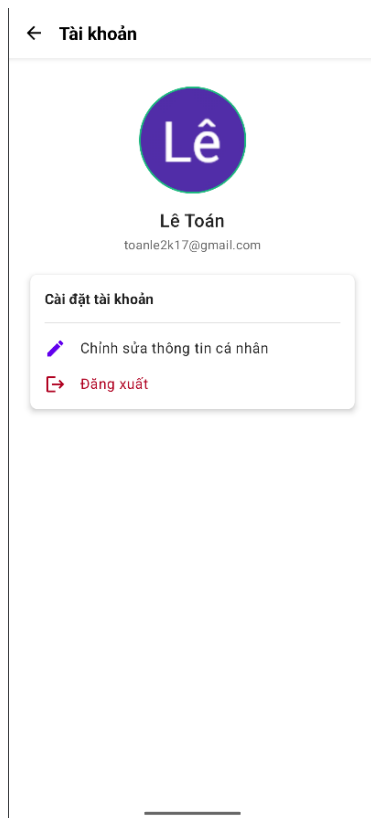 Tài khoản
Lê
Lê Toán
toanle2k17@gmail.com
Cài đặt tài khoản
Chỉnh sửa thông tin cá nhân
Đăng xuất